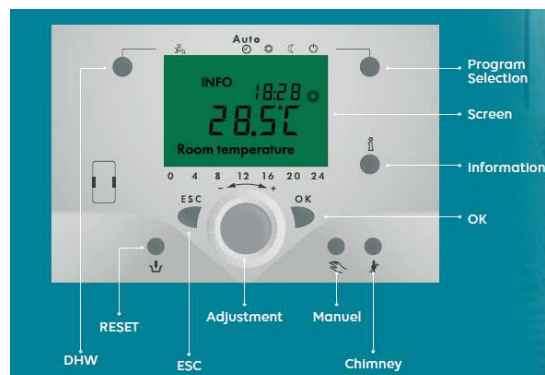 Auto
INFO
18:28
28.5°C
Room temperature
0 4 8 12 16 20 24
- +
ESC
OK
Program
Selection
Screen
Information
OK
Adjustment
Manuel
RESET
DHW
ESC
Chimney